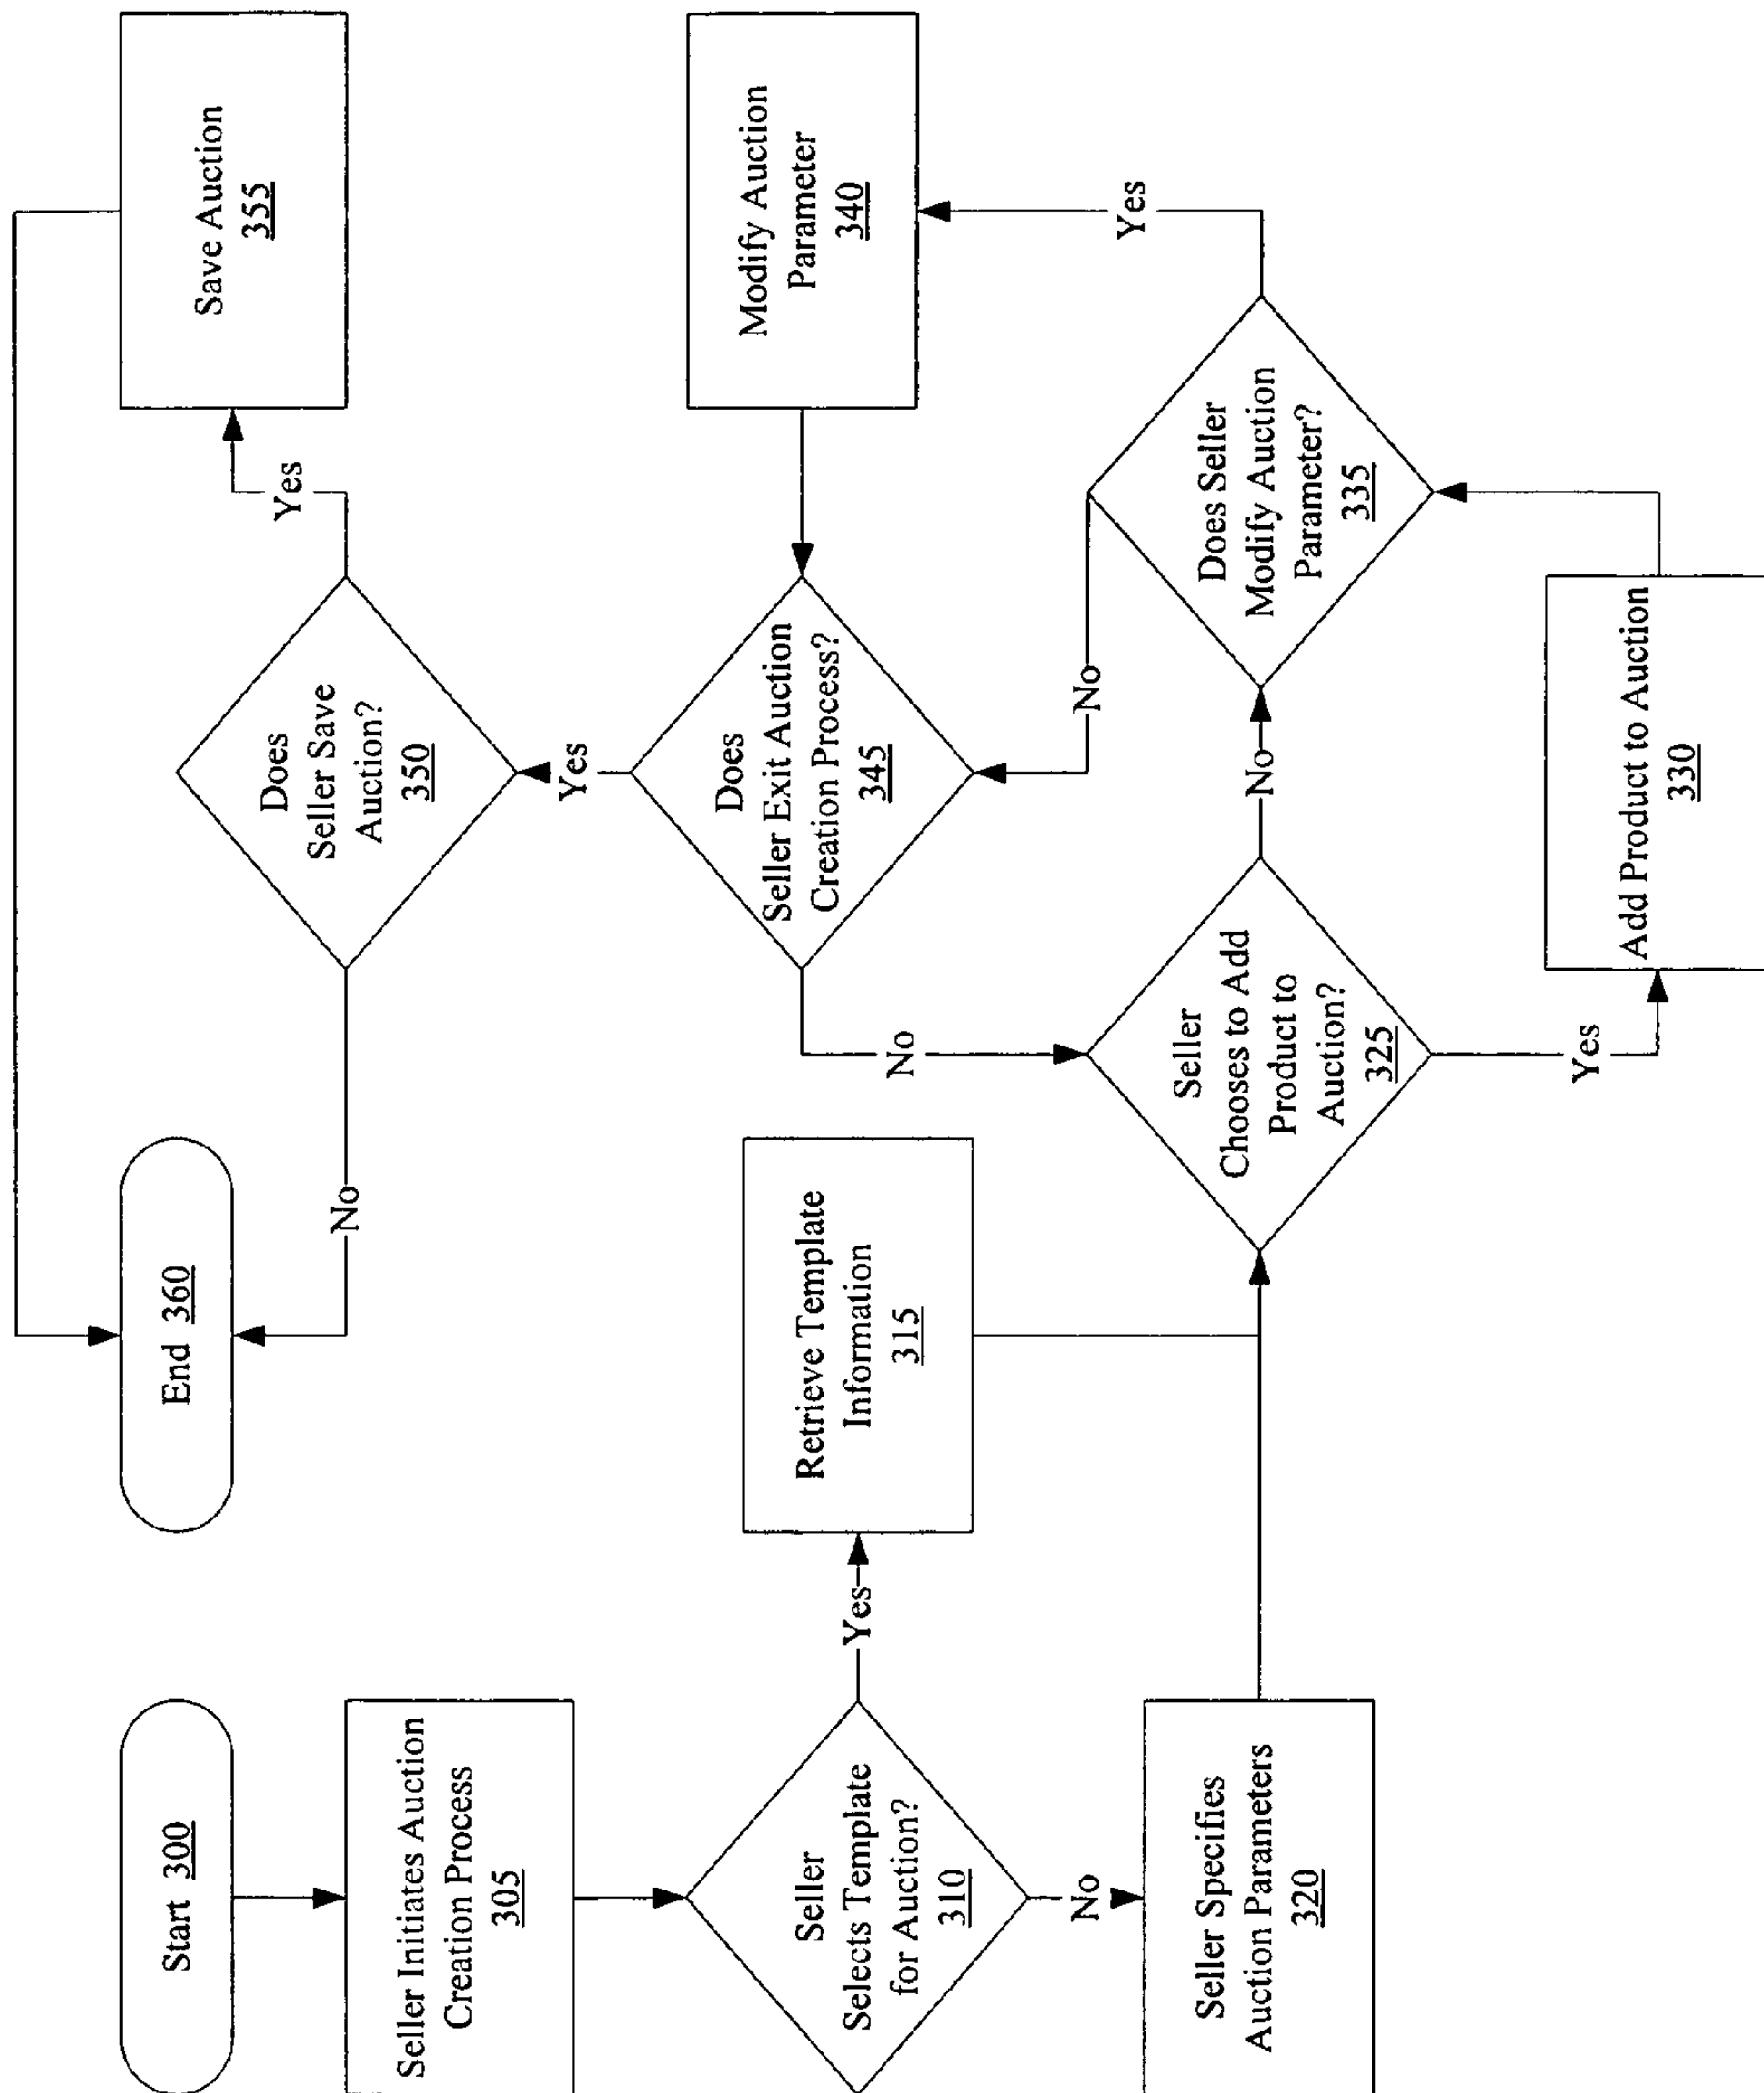 Start 300
Seller Initiates Auction
Creation Process
305
Seller
Selects Template
for Auction?
310
Yes
No
Retrieve Template
Information
315
Seller Specifies
Auction Parameters
320
Seller
Chooses to Add
Product to
Auction?
325
Yes
No
Add Product to Auction
330
Does Seller
Modify Auction
Parameter?
335
Yes
No
Modify Auction
Parameter
340
Does
Seller Exit Auction
Creation Process?
345
No
Yes
Does
Seller Save
Auction?
350
Yes
No
Save Auction
355
End 360